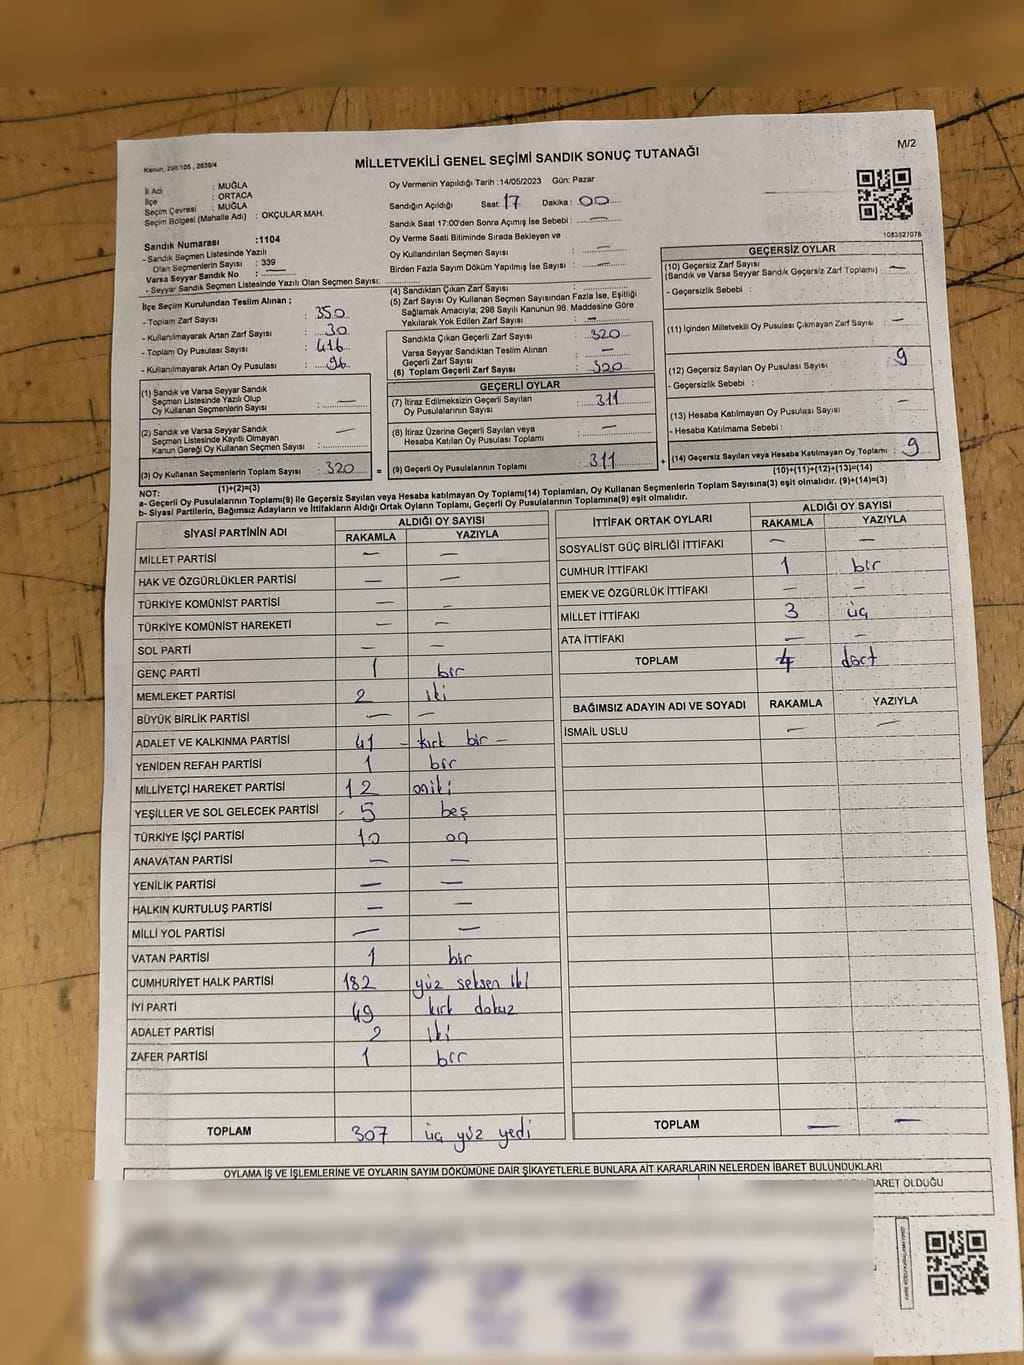 Kanun: 298/105, 2839/4
MİLLETVEKİLİ GENEL SEÇİMİ SANDIK SONUÇ TUTANAĞI
M/2
İl Adı : MUĞLA
İlçe : ORTACA
Seçim Çevresi : MUĞLA
Seçim Bölgesi (Mahalle Adı) : OKÇULAR MAH.
Sandık Numarası :1104
- Sandık Seçmen Listesinde Yazılı
Olan Seçmenlerin Sayısı : 339
Varsa Seyyar Sandık No : —
- Seyyar Sandık Seçmen Listesinde Yazılı Olan Seçmen Sayısı:
Oy Vermenin Yapıldığı Tarih :14/05/2023 Gün: Pazar
Sandığın Açıldığı Saat: 17 Dakika : 00
Sandık Saat 17:00'den Sonra Açılmış İse Sebebi : —
Oy Verme Saati Bitiminde Sırada Bekleyen ve
Oy Kullandırılan Seçmen Sayısı : —
Birden Fazla Sayım Döküm Yapılmış İse Sayısı : —
1083327078
İlçe Seçim Kurulundan Teslim Alınan ;
- Toplam Zarf Sayısı : 350
- Kullanılmayarak Artan Zarf Sayısı : 30
- Toplam Oy Pusulası Sayısı : 416
- Kullanılmayarak Artan Oy Pusulası : 96
(1) Sandık ve Varsa Seyyar Sandık
Seçmen Listesinde Yazılı Olup
Oy Kullanan Seçmenlerin Sayısı : —
(2) Sandık ve Varsa Seyyar Sandık
Seçmen Listesinde Kayıtlı Olmayan
Kanun Gereği Oy Kullanan Seçmen Sayısı : —
(3) Oy Kullanan Seçmenlerin Toplam Sayısı : 320 =
(1)+(2)=(3)
(4) Sandıktan Çıkan Zarf Sayısı :
(5) Zarf Sayısı Oy Kullanan Seçmen Sayısından Fazla İse, Eşitliği
Sağlamak Amacıyla; 298 Sayılı Kanunun 98. Maddesine Göre
Yakılarak Yok Edilen Zarf Sayısı : —
Sandıkta Çıkan Geçerli Zarf Sayısı : 320
Varsa Seyyar Sandıktan Teslim Alınan
Geçerli Zarf Sayısı : —
(6) Toplam Geçerli Zarf Sayısı : 320
GEÇERLİ OYLAR
(7) İtiraz Edilmeksizin Geçerli Sayılan
Oy Pusulalarının Sayısı : 311
(8) İtiraz Üzerine Geçerli Sayılan veya
Hesaba Katılan Oy Pusulası Toplamı : —
(9) Geçerli Oy Pusulalarının Toplamı : 311 +
GEÇERSİZ OYLAR
(10) Geçersiz Zarf Sayısı
(Sandık ve Varsa Seyyar Sandık Geçersiz Zarf Toplamı) : —
- Geçersizlik Sebebi :
(11) İçinden Milletvekili Oy Pusulası Çıkmayan Zarf Sayısı : —
(12) Geçersiz Sayılan Oy Pusulası Sayısı : 9
- Geçersizlik Sebebi :
(13) Hesaba Katılmayan Oy Pusulası Sayısı : —
- Hesaba Katılmama Sebebi :
(14) Geçersiz Sayılan veya Hesaba Katılmayan Oy Toplamı : 9
(10)+(11)+(12)+(13)=(14)
NOT:
a- Geçerli Oy Pusulalarının Toplamı(9) İle Geçersiz Sayılan veya Hesaba katılmayan Oy Toplamı(14) Toplamları, Oy Kullanan Seçmenlerin Toplam Sayısına(3) eşit olmalıdır. (9)+(14)=(3)
b- Siyasi Partilerin, Bağımsız Adayların ve İttifakların Aldığı Ortak Oyların Toplamı, Geçerli Oy Pusulalarının Toplamına(9) eşit olmalıdır.
SİYASİ PARTİNİN ADI ALDIĞI OY SAYISI
RAKAMLA YAZIYLA
MİLLET PARTİSİ — —
HAK VE ÖZGÜRLÜKLER PARTİSİ — —
TÜRKİYE KOMÜNİST PARTİSİ — —
TÜRKİYE KOMÜNİST HAREKETİ — —
SOL PARTİ — —
GENÇ PARTİ 1 bir
MEMLEKET PARTİSİ 2 iki
BÜYÜK BİRLİK PARTİSİ — —
ADALET VE KALKINMA PARTİSİ 41 – kırk bir –
YENİDEN REFAH PARTİSİ 1 bir
MİLLİYETÇİ HAREKET PARTİSİ 12 oniki
YEŞİLLER VE SOL GELECEK PARTİSİ 5 beş
TÜRKİYE İŞÇİ PARTİSİ 10 on
ANAVATAN PARTİSİ — —
YENİLİK PARTİSİ — —
HALKIN KURTULUŞ PARTİSİ — —
MİLLİ YOL PARTİSİ — —
VATAN PARTİSİ 1 bir
CUMHURİYET HALK PARTİSİ 182 yüz seksen iki
İYİ PARTİ 49 kırk dokuz
ADALET PARTİSİ 2 iki
ZAFER PARTİSİ 1 bir
TOPLAM 307 üç yüz yedi
İTTİFAK ORTAK OYLARI ALDIĞI OY SAYISI
RAKAMLA YAZIYLA
SOSYALİST GÜÇ BİRLİĞİ İTTİFAKI — —
CUMHUR İTTİFAKI 1 bir
EMEK VE ÖZGÜRLÜK İTTİFAKI — —
MİLLET İTTİFAKI 3 üç
ATA İTTİFAKI — —
TOPLAM 4 dört
BAĞIMSIZ ADAYIN ADI VE SOYADI RAKAMLA YAZIYLA
İSMAİL USLU — —
TOPLAM — —
OYLAMA İŞ VE İŞLEMLERİNE VE OYLARIN SAYIM DÖKÜMÜNE DAİR ŞİKAYETLERLE BUNLARA AİT KARARLARIN NELERDEN İBARET BULUNDUKLARI
BARET OLDUĞU